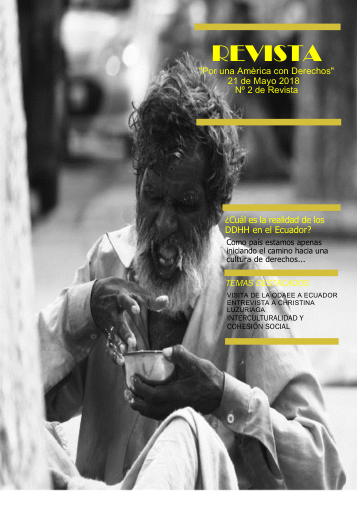 REVISTA
"Por una Amèrica con Derechos"
21 de Mayo 2018
Nº 2 de Revista
¿Cuál es la realidad de los
DDHH en el Ecuador?
Como país estamos apenas
iniciando el camino hacia una
cultura de derechos...
TEMAS
VISITA DE LA ODAEE A ECUADOR
ENTREVISTA A CHRISTINA
LUZURIAGA
INTERCULTURALIDAD Y
COHESIÓN SOCIAL